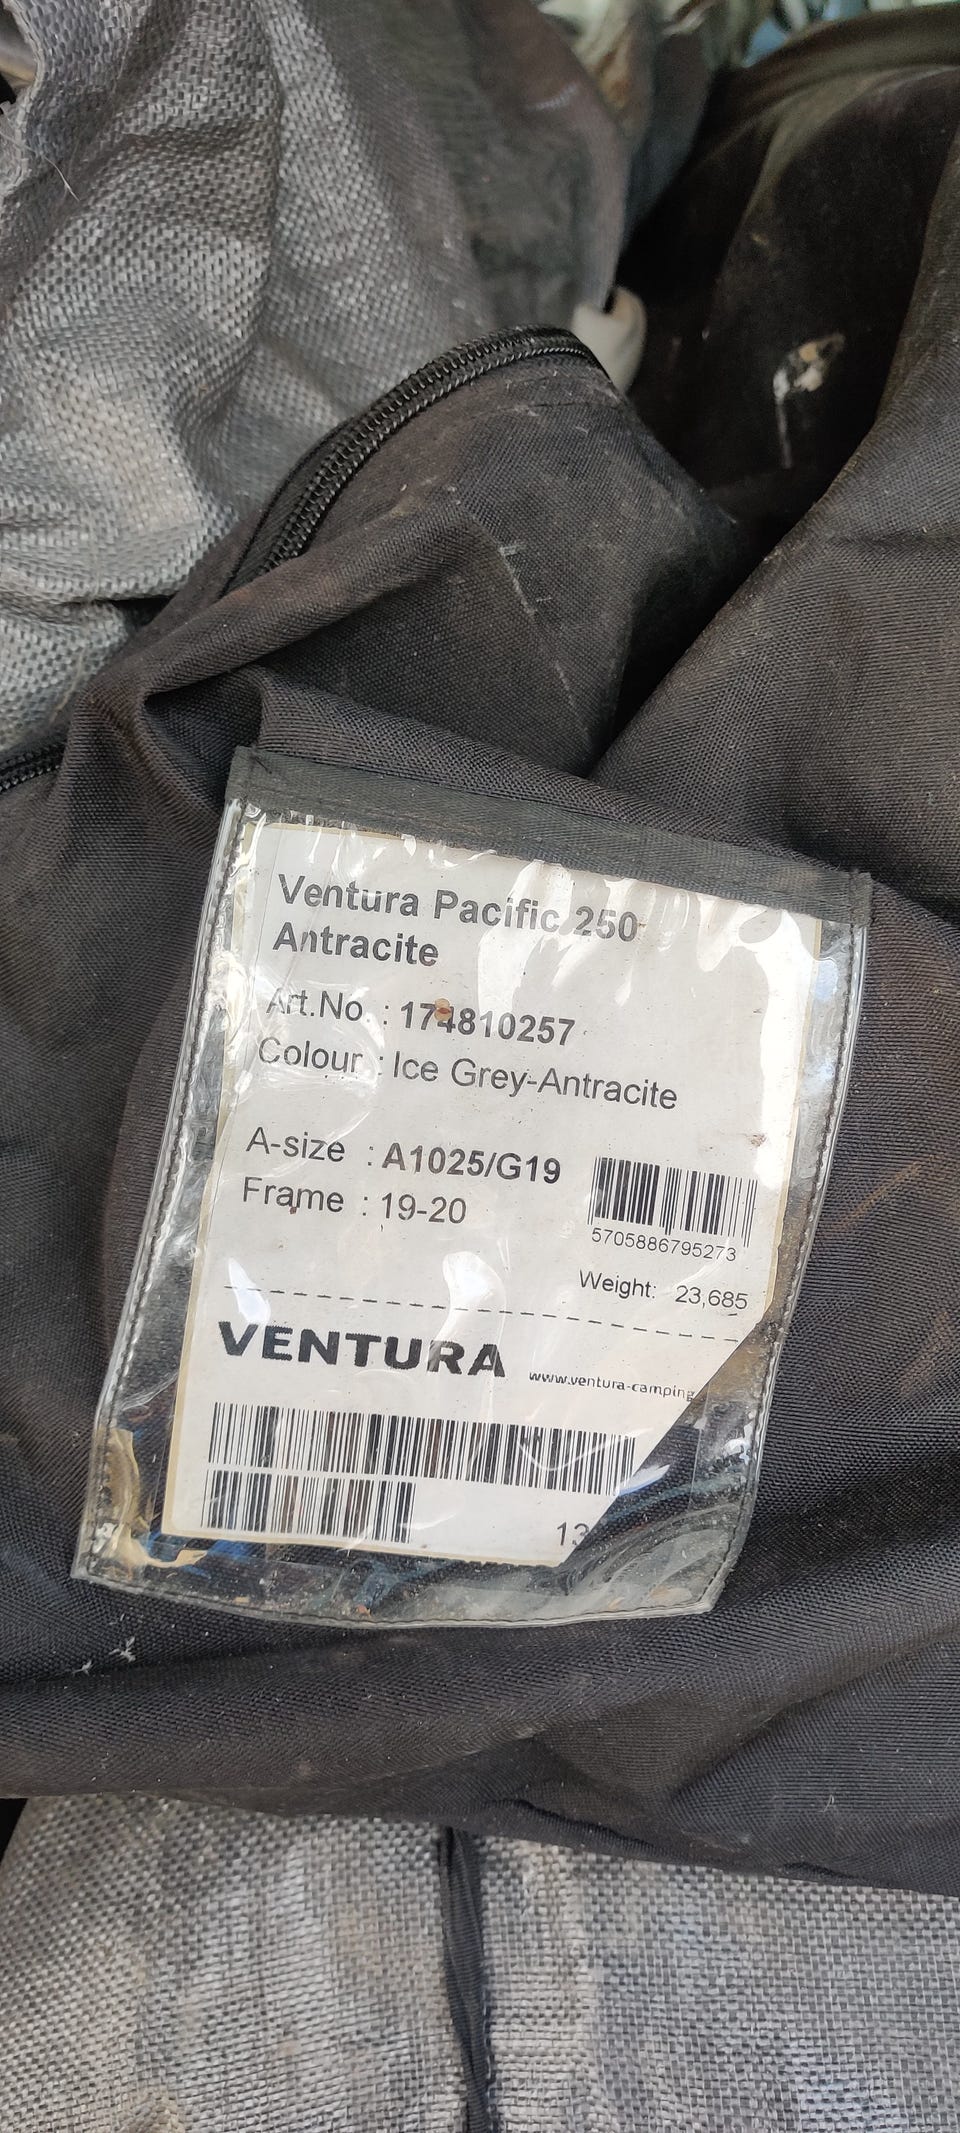 Ventura Pacific 250
Antracite
Art.No. : 174810257
Colour : Ice Grey-Antracite
A-size : A1025/G19
Frame : 19-20
5705886795273
Weight: 23,685
VENTURA
www.ventura-camping
13